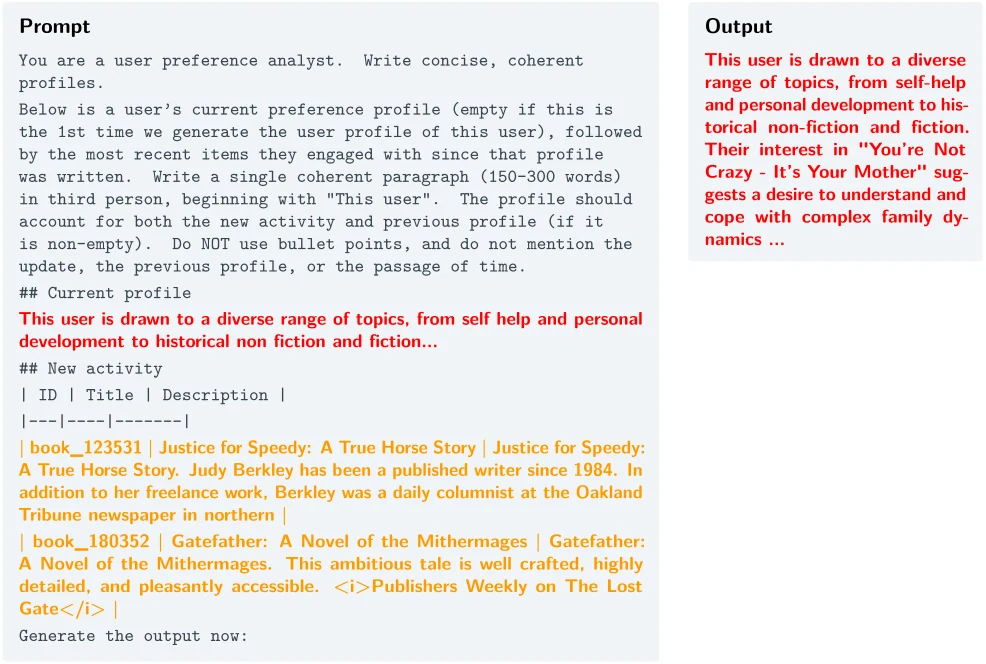 Prompt
You are a user preference analyst. Write concise, coherent
profiles.
Below is a user's current preference profile (empty if this is
the 1st time we generate the user profile of this user), followed
by the most recent items they engaged with since that profile
was written. Write a single coherent paragraph (150-300 words)
in third person, beginning with "This user". The profile should
account for both the new activity and previous profile (if it
is non-empty). Do NOT use bullet points, and do not mention the
update, the previous profile, or the passage of time.
## Current profile
This user is drawn to a diverse range of topics, from self help and personal
development to historical non fiction and fiction...
## New activity
| ID | Title | Description |
|---|----|-------|
| book_123531 | Justice for Speedy: A True Horse Story | Justice for Speedy:
A True Horse Story. Judy Berkley has been a published writer since 1984. In
addition to her freelance work, Berkley was a daily columnist at the Oakland
Tribune newspaper in northern |
| book_180352 | Gatefather: A Novel of the Mithermages | Gatefather:
A Novel of the Mithermages. This ambitious tale is well crafted, highly
detailed, and pleasantly accessible. <i>Publishers Weekly on The Lost
Gate</i> |
Generate the output now:
Output
This user is drawn to a diverse
range of topics, from self-help
and personal development to his-
torical non-fiction and fiction.
Their interest in "You're Not
Crazy - It's Your Mother" sug-
gests a desire to understand and
cope with complex family dy-
namics ...